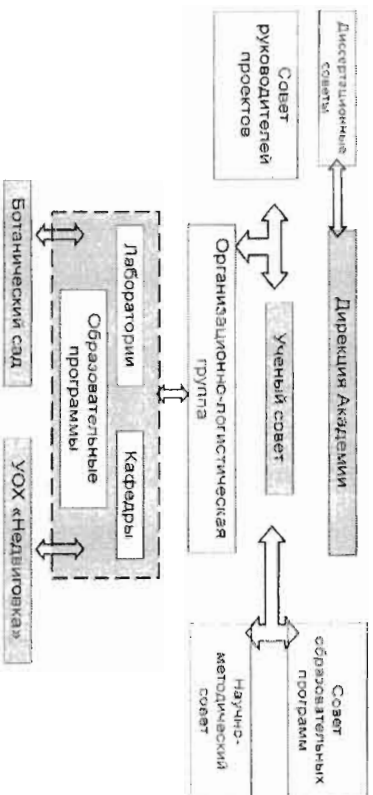 Диссертационные
советы
Дирекция Академии
Совет
образовательных
программ
Совет
руководителей
проектов
Ученый совет
Научно-
методический
совет
Организационно-логистическая
группа
Лаборатории
Кафедры
Образовательные
программы
Ботанический сад
УОХ «Недвиговка»